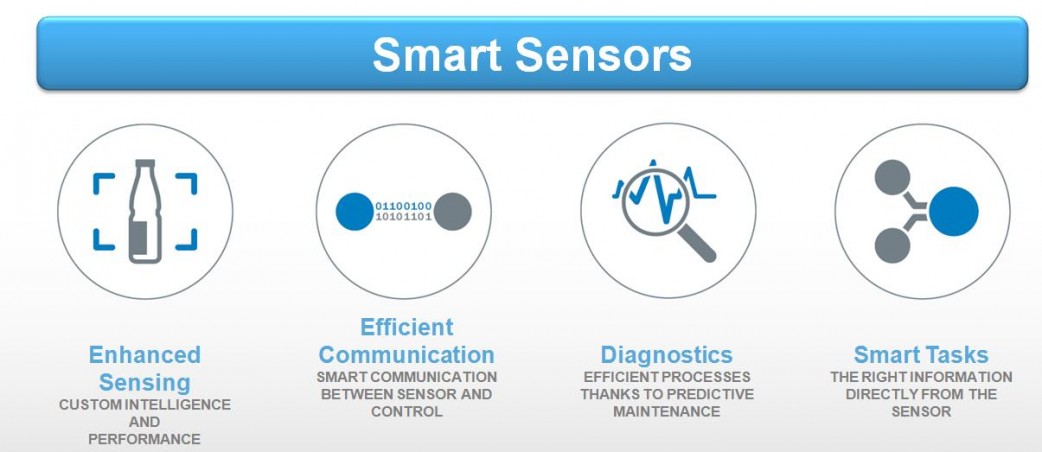 Smart Sensors
01100100
10101101
Enhanced
Sensing
CUSTOM INTELLIGENCE
AND
PERFORMANCE
Efficient
Communication
SMART COMMUNICATION
BETWEEN SENSOR AND
CONTROL
Diagnostics
EFFICIENT PROCESSES
THANKS TO PREDICTIVE
MAINTENANCE
Smart Tasks
THE RIGHT INFORMATION
DIRECTLY FROM THE
SENSOR